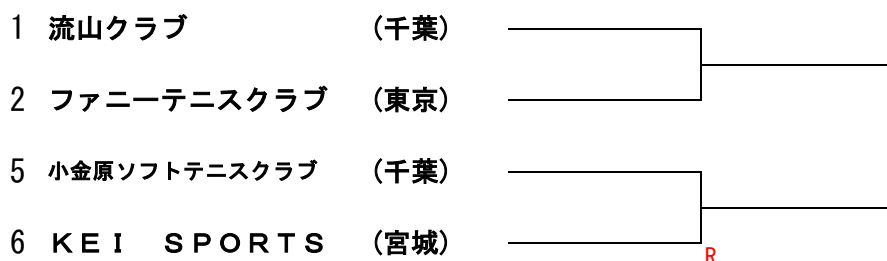 1 流山クラブ (千葉)
2 ファニーテニスクラブ (東京)
5 小金原ソフトテニスクラブ (千葉)
6 ＫＥＩ　ＳＰＯＲＴＳ (宮城)
R